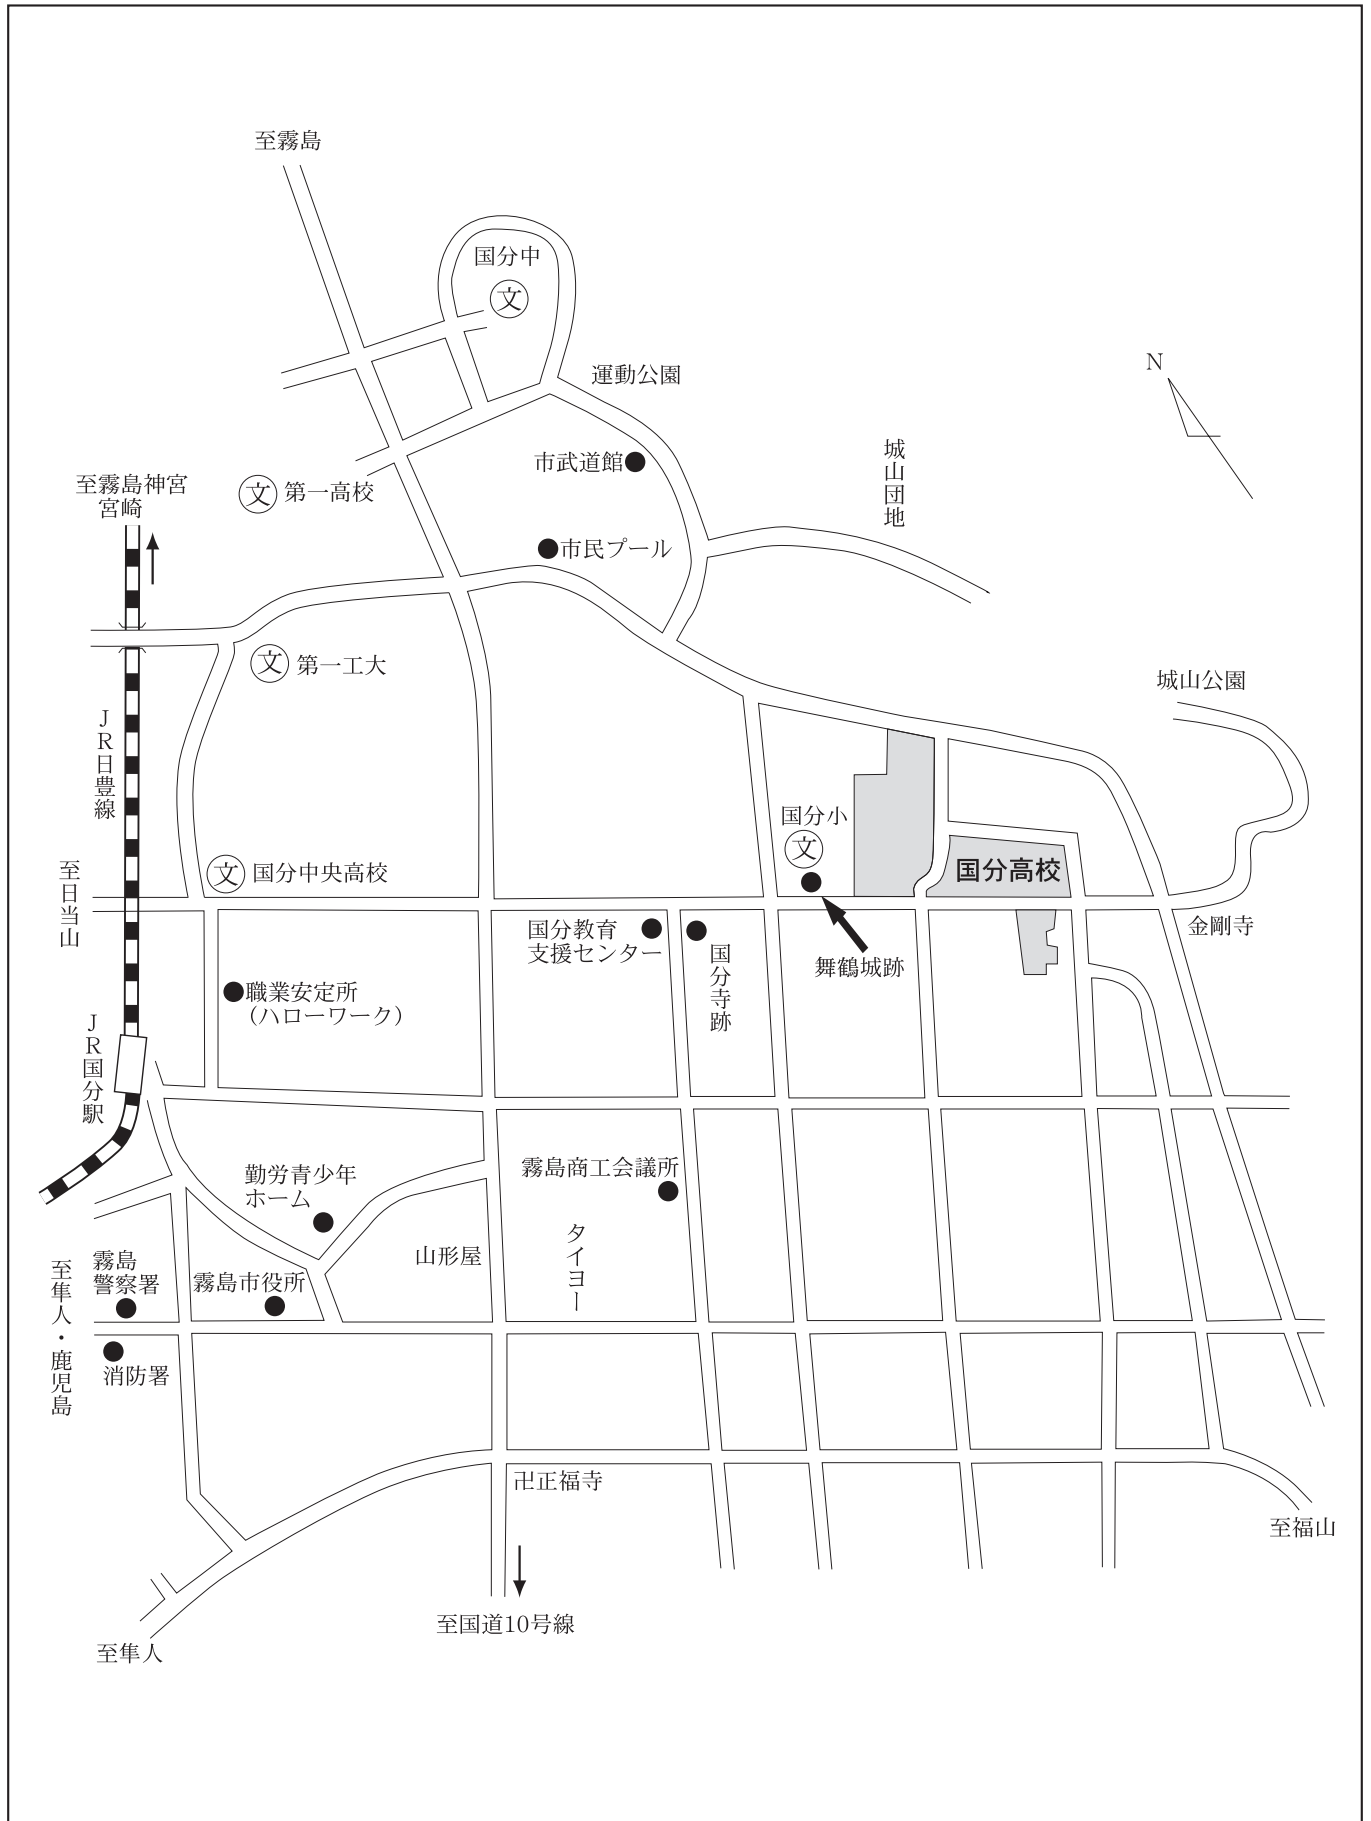 至霧島
国分中
文
運動公園
N
市武道館
城山団地
至霧島神宮
宮崎
文 第一高校
市民プール
文 第一工大
城山公園
JR日豊線
国分小
文
国分高校
至日当山
文 国分中央高校
金剛寺
国分教育
支援センター
国分寺跡
舞鶴城跡
職業安定所
(ハローワーク)
JR国分駅
勤労青少年
ホーム
霧島商工会議所
タイヨー
山形屋
霧島
警察署
霧島市役所
至隼人・鹿児島
消防署
卍正福寺
至福山
至国道10号線
至隼人